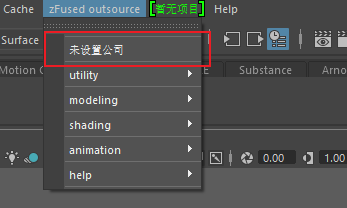 Cache zFused outsource [暂无项目] Help
Surface
未设置公司
Motion E Substance Arnold
utility
modeling
shading
animation
0.00 1.00
help